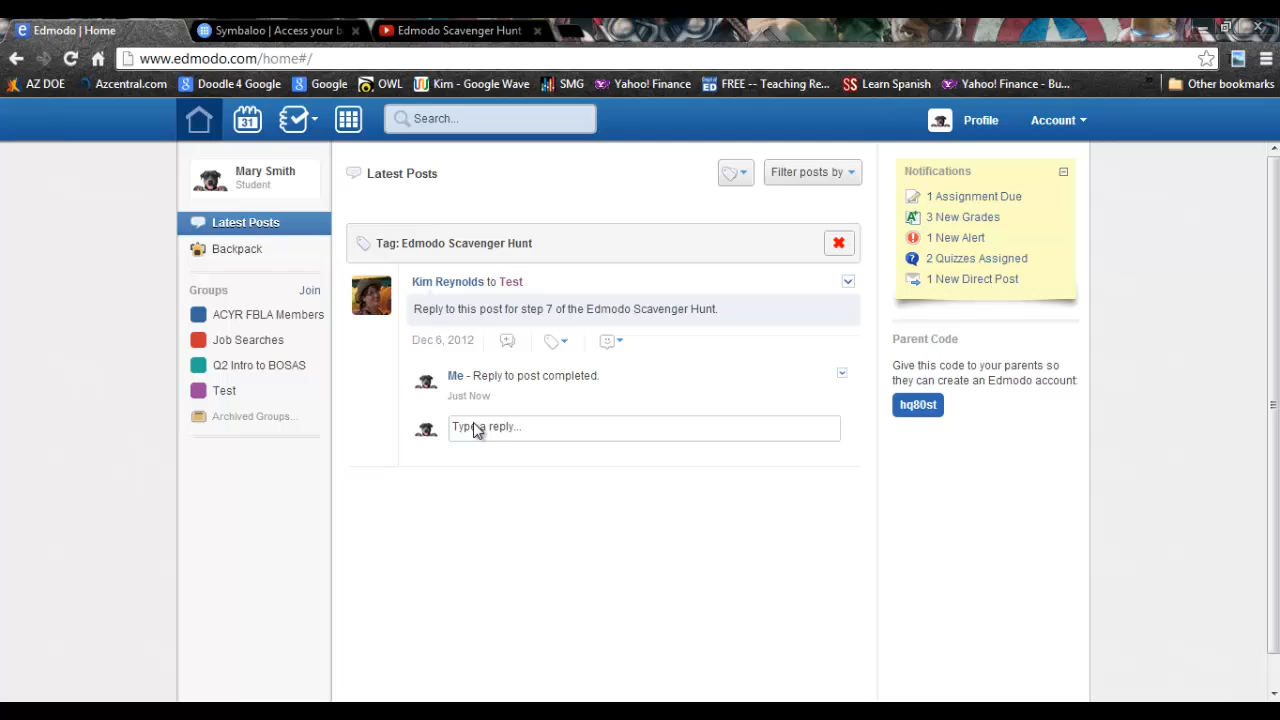 Edmodo | Home
Symbaloo | Access your b
Edmodo Scavenger Hunt
www.edmodo.com/home#/
AZ DOE
Azcentral.com
Doodle 4 Google
Google
OWL
Kim - Google Wave
SMG
Yahoo! Finance
FREE -- Teaching Re...
Learn Spanish
Yahoo! Finance - Bu...
Other bookmarks
31
Search...
Profile
Account
Mary Smith
Student
Latest Posts
Backpack
Groups
Join
ACYR FBLA Members
Job Searches
Q2 Intro to BOSAS
Test
Archived Groups...
Latest Posts
Filter posts by
Tag: Edmodo Scavenger Hunt
Kim Reynolds to Test
Reply to this post for step 7 of the Edmodo Scavenger Hunt.
Dec 6, 2012
Me - Reply to post completed.
Just Now
Type a reply...
Notifications
1 Assignment Due
3 New Grades
1 New Alert
2 Quizzes Assigned
1 New Direct Post
Parent Code
Give this code to your parents so
they can create an Edmodo account:
hq80st